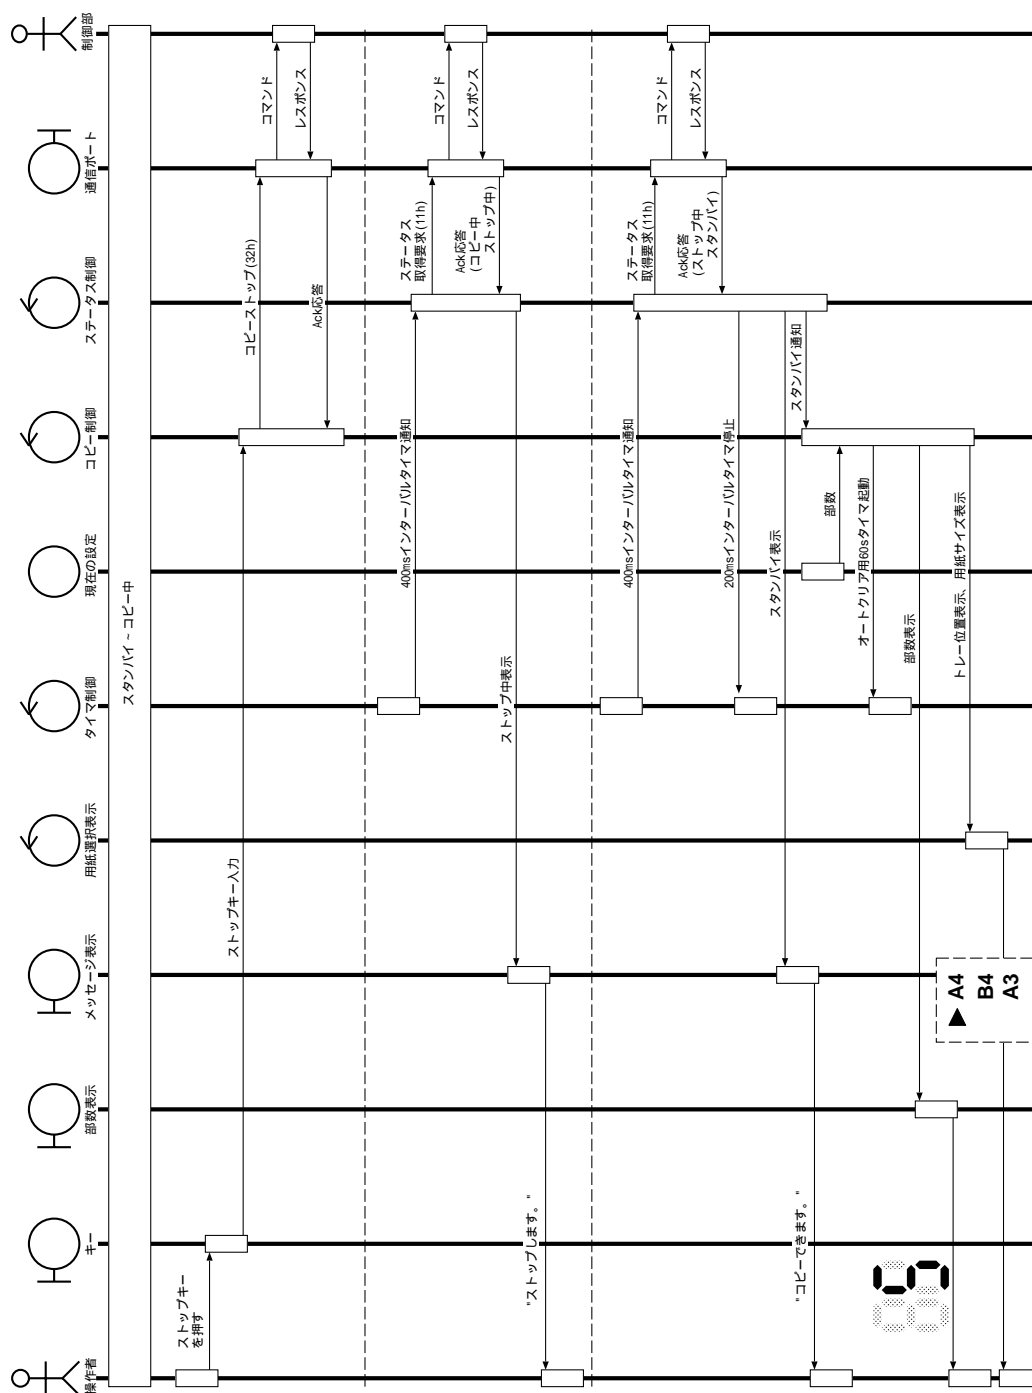 操作者
キー
部数表示
メッセージ表示
用紙選択表示
タイマ制御
現在の設定
コピー制御
ステータス制御
通信ポート
制御部
スタンバイ~コピー中
ストップキー
を押す
ストップキー入力
コピーストップ(32h)
コマンド
レスポンス
Ack応答
400msインターバルタイマ通知
ステータス
取得要求(11h)
コマンド
レスポンス
Ack応答
(コピー中
ストップ中)
ストップ中表示
"ストップします。"
400msインターバルタイマ通知
ステータス
取得要求(11h)
コマンド
レスポンス
Ack応答
(ストップ中
スタンバイ)
200msインターバルタイマ停止
スタンバイ表示
スタンバイ通知
"コピーできます。"
部数
オートクリア用60sタイマ起動
部数表示
5
トレー位置表示、用紙サイズ表示
▶ A4
B4
A3